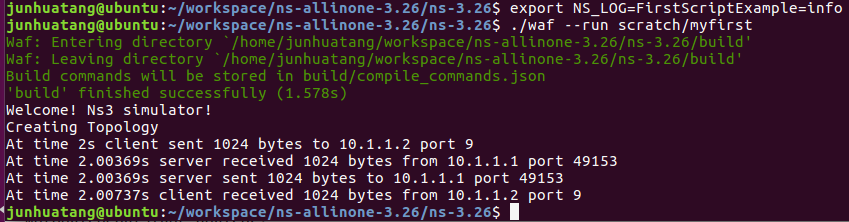 junhuatang@ubuntu:~/workspace/ns-allinone-3.26/ns-3.26$ export NS_LOG=FirstScriptExample=info
junhuatang@ubuntu:~/workspace/ns-allinone-3.26/ns-3.26$ ./waf --run scratch/myfirst
Waf: Entering directory `/home/junhuatang/workspace/ns-allinone-3.26/ns-3.26/build'
Waf: Leaving directory `/home/junhuatang/workspace/ns-allinone-3.26/ns-3.26/build'
Build commands will be stored in build/compile_commands.json
'build' finished successfully (1.578s)
Welcome! Ns3 simulator!
Creating Topology
At time 2s client sent 1024 bytes to 10.1.1.2 port 9
At time 2.00369s server received 1024 bytes from 10.1.1.1 port 49153
At time 2.00369s server sent 1024 bytes to 10.1.1.1 port 49153
At time 2.00737s client received 1024 bytes from 10.1.1.2 port 9
junhuatang@ubuntu:~/workspace/ns-allinone-3.26/ns-3.26$